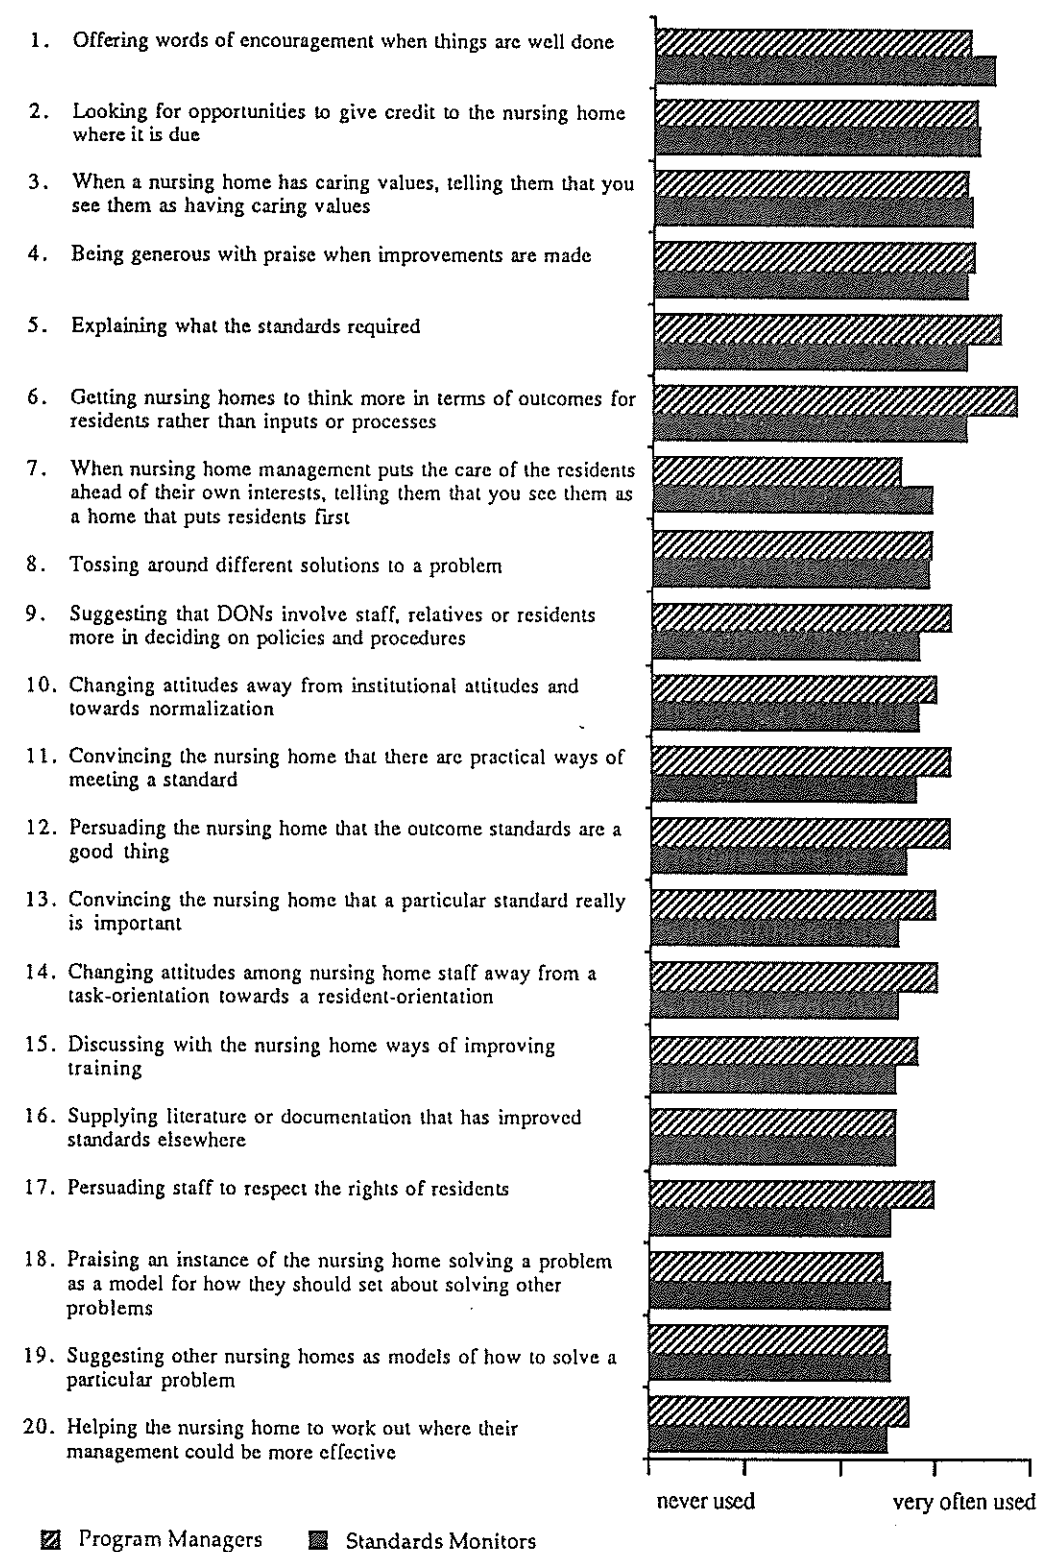 1. Offering words of encouragement when things are well done
2. Looking for opportunities to give credit to the nursing home
where it is due
3. When a nursing home has caring values, telling them that you
see them as having caring values
4. Being generous with praise when improvements are made
5. Explaining what the standards required
6. Getting nursing homes to think more in terms of outcomes for
residents rather than inputs or processes
7. When nursing home management puts the care of the residents
ahead of their own interests, telling them that you see them as
a home that puts residents first
8. Tossing around different solutions to a problem
9. Suggesting that DONs involve staff, relatives or residents
more in deciding on policies and procedures
10. Changing attitudes away from institutional attitudes and
towards normalization
11. Convincing the nursing home that there are practical ways of
meeting a standard
12. Persuading the nursing home that the outcome standards are a
good thing
13. Convincing the nursing home that a particular standard really
is important
14. Changing attitudes among nursing home staff away from a
task-orientation towards a resident-orientation
15. Discussing with the nursing home ways of improving
training
16. Supplying literature or documentation that has improved
standards elsewhere
17. Persuading staff to respect the rights of residents
18. Praising an instance of the nursing home solving a problem
as a model for how they should set about solving other
problems
19. Suggesting other nursing homes as models of how to solve a
particular problem
20. Helping the nursing home to work out where their
management could be more effective
never used very often used
Program Managers Standards Monitors